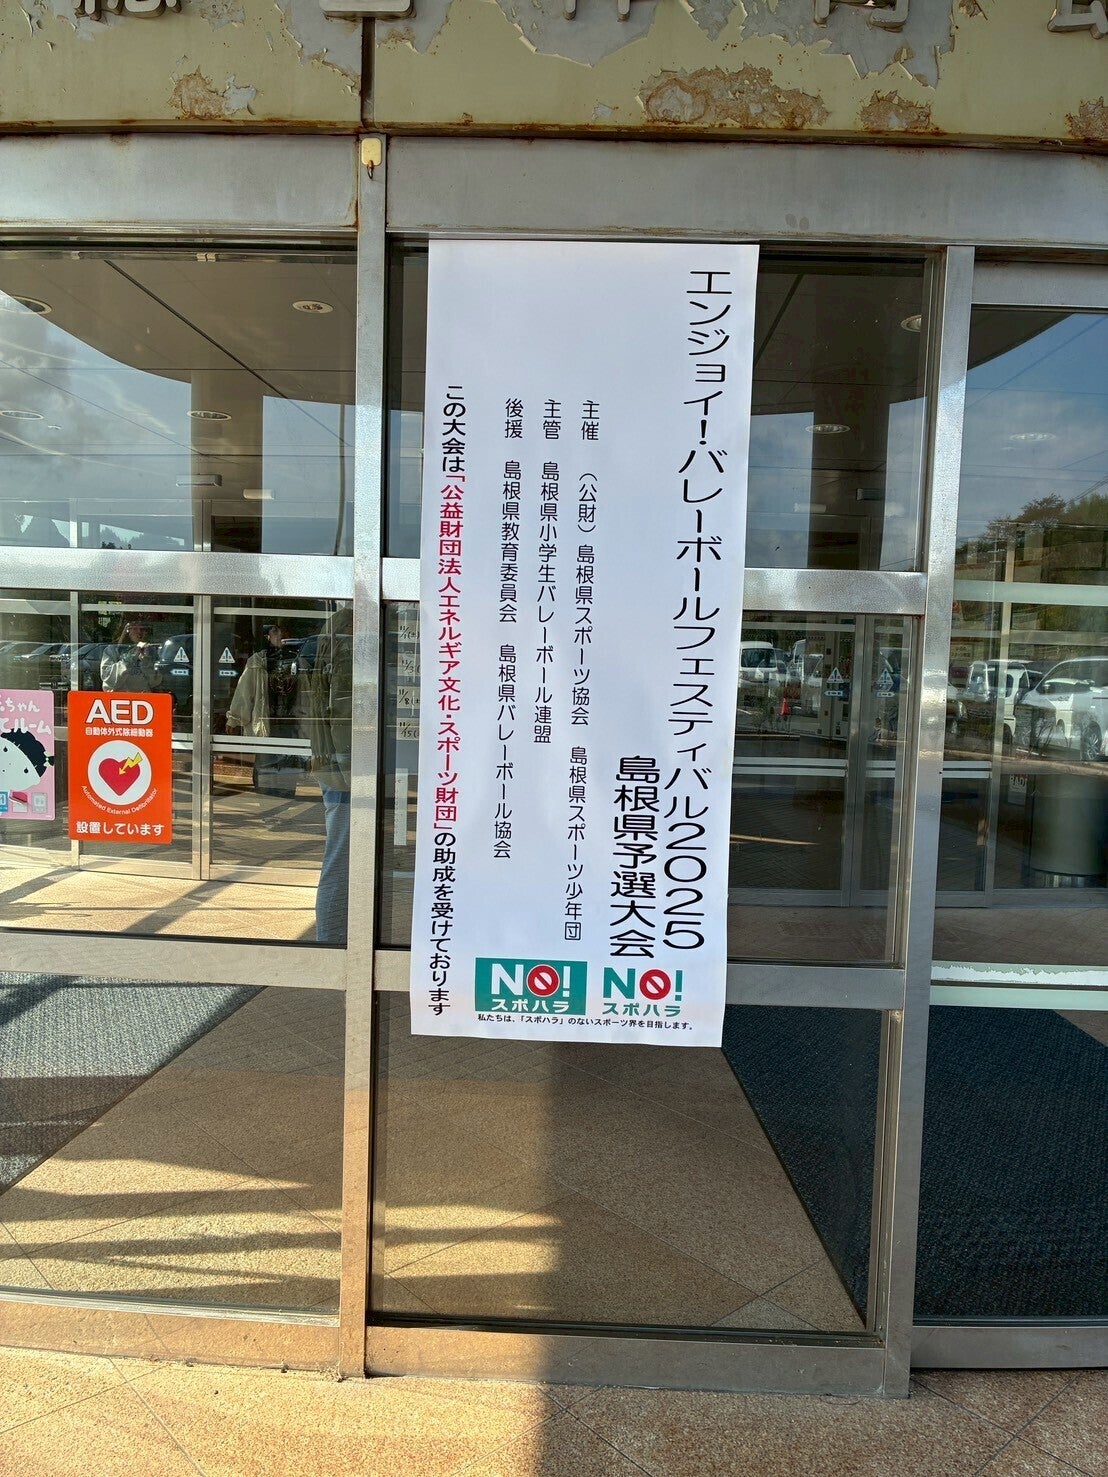 エンジョイ！バレーボールフェスティバル2025
島根県予選大会
主催　（公財）島根県スポーツ協会　島根県スポーツ少年団
主管　島根県小学生バレーボール連盟
後援　島根県教育委員会　島根県バレーボール協会
この大会は「公益財団法人エネルギア文化・スポーツ財団」の助成を受けております
NO!
スポハラ
NO!
スポハラ
私たちは、「スポハラ」のないスポーツ界を目指します。
AED
自動体外式除細動器
Automated External Defibrillator
設置しています
ちゃん
ルーム